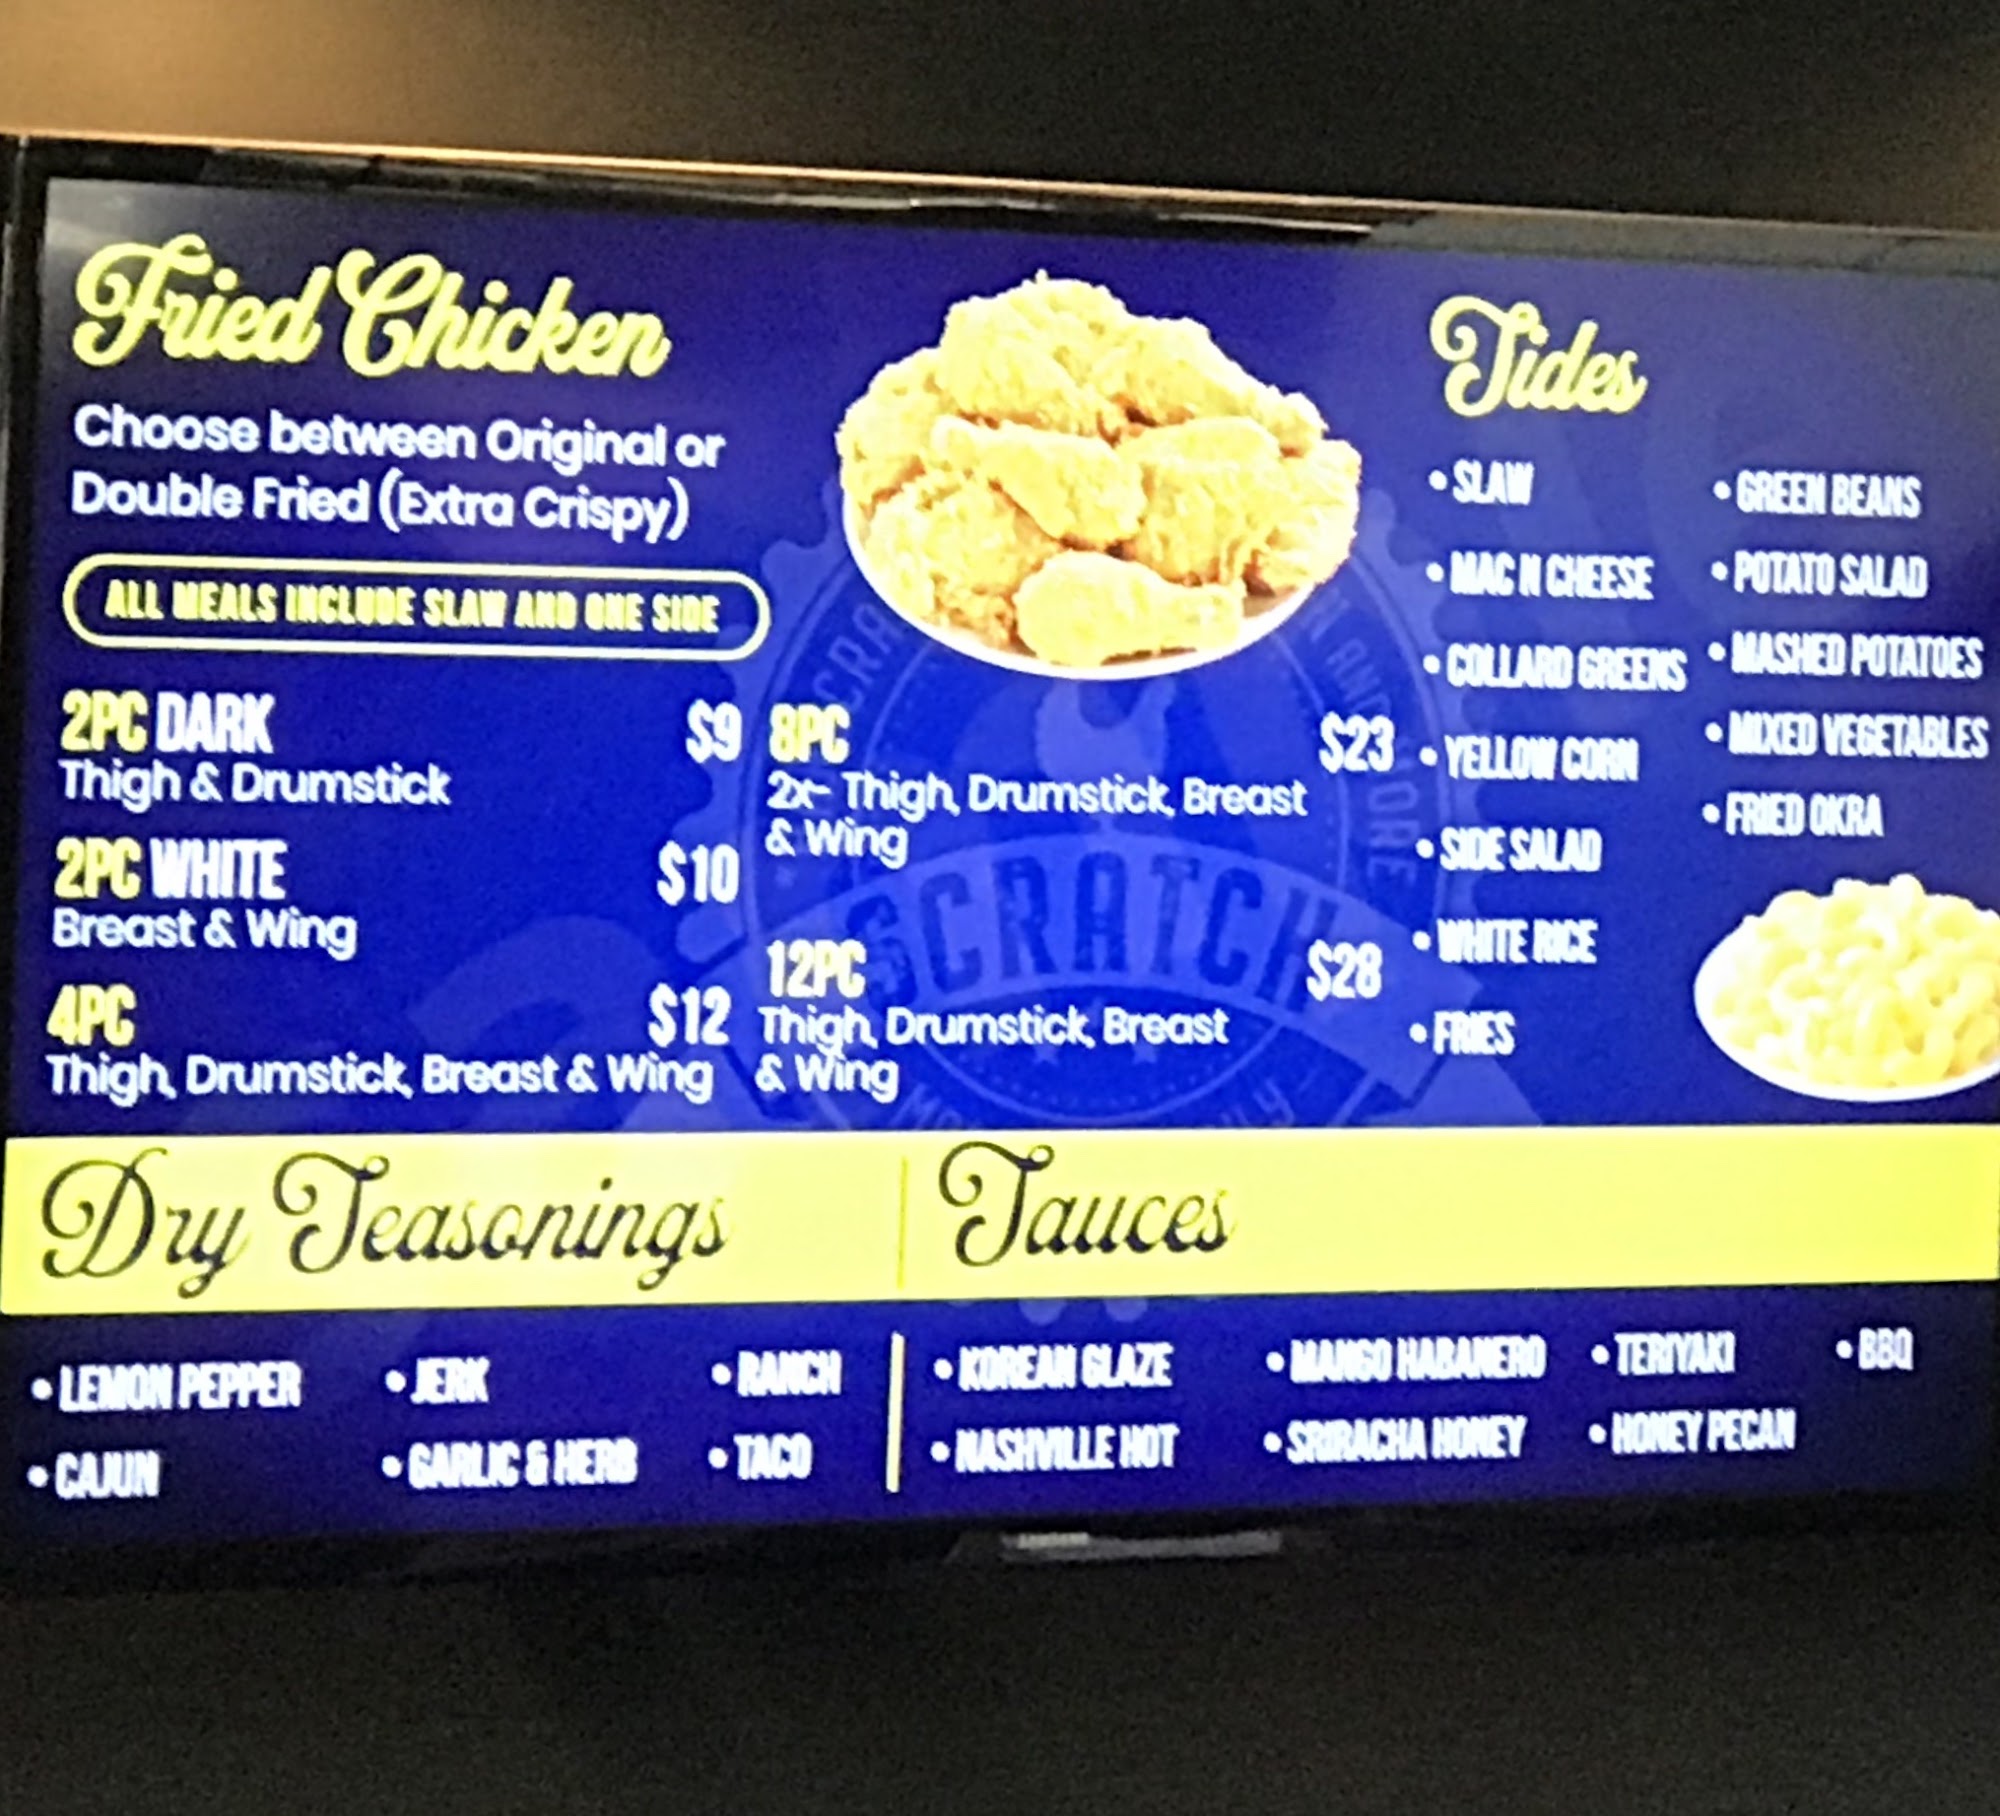 Fried Chicken
Choose between Original or
Double Fried (Extra Crispy)
ALL MEALS INCLUDE SLAW AND ONE SIDE
2PC DARK $9
Thigh & Drumstick
2PC WHITE $10
Breast & Wing
4PC $12
Thigh, Drumstick, Breast & Wing
8PC $23
2x- Thigh, Drumstick, Breast
& Wing
12PC $28
Thigh, Drumstick, Breast
& Wing
SCRATCH
Sides
• SLAW
• MAC N CHEESE
• COLLARD GREENS
• YELLOW CORN
• SIDE SALAD
• WHITE RICE
• FRIES
• GREEN BEANS
• POTATO SALAD
• MASHED POTATOES
• MIXED VEGETABLES
• FRIED OKRA
Dry Seasonings
• LEMON PEPPER • JERK • RANCH
• CAJUN • GARLIC & HERB • TACO
Sauces
• KOREAN GLAZE • MANGO HABANERO • TERIYAKI • BBQ
• NASHVILLE HOT • SRIRACHA HONEY • HONEY PECAN